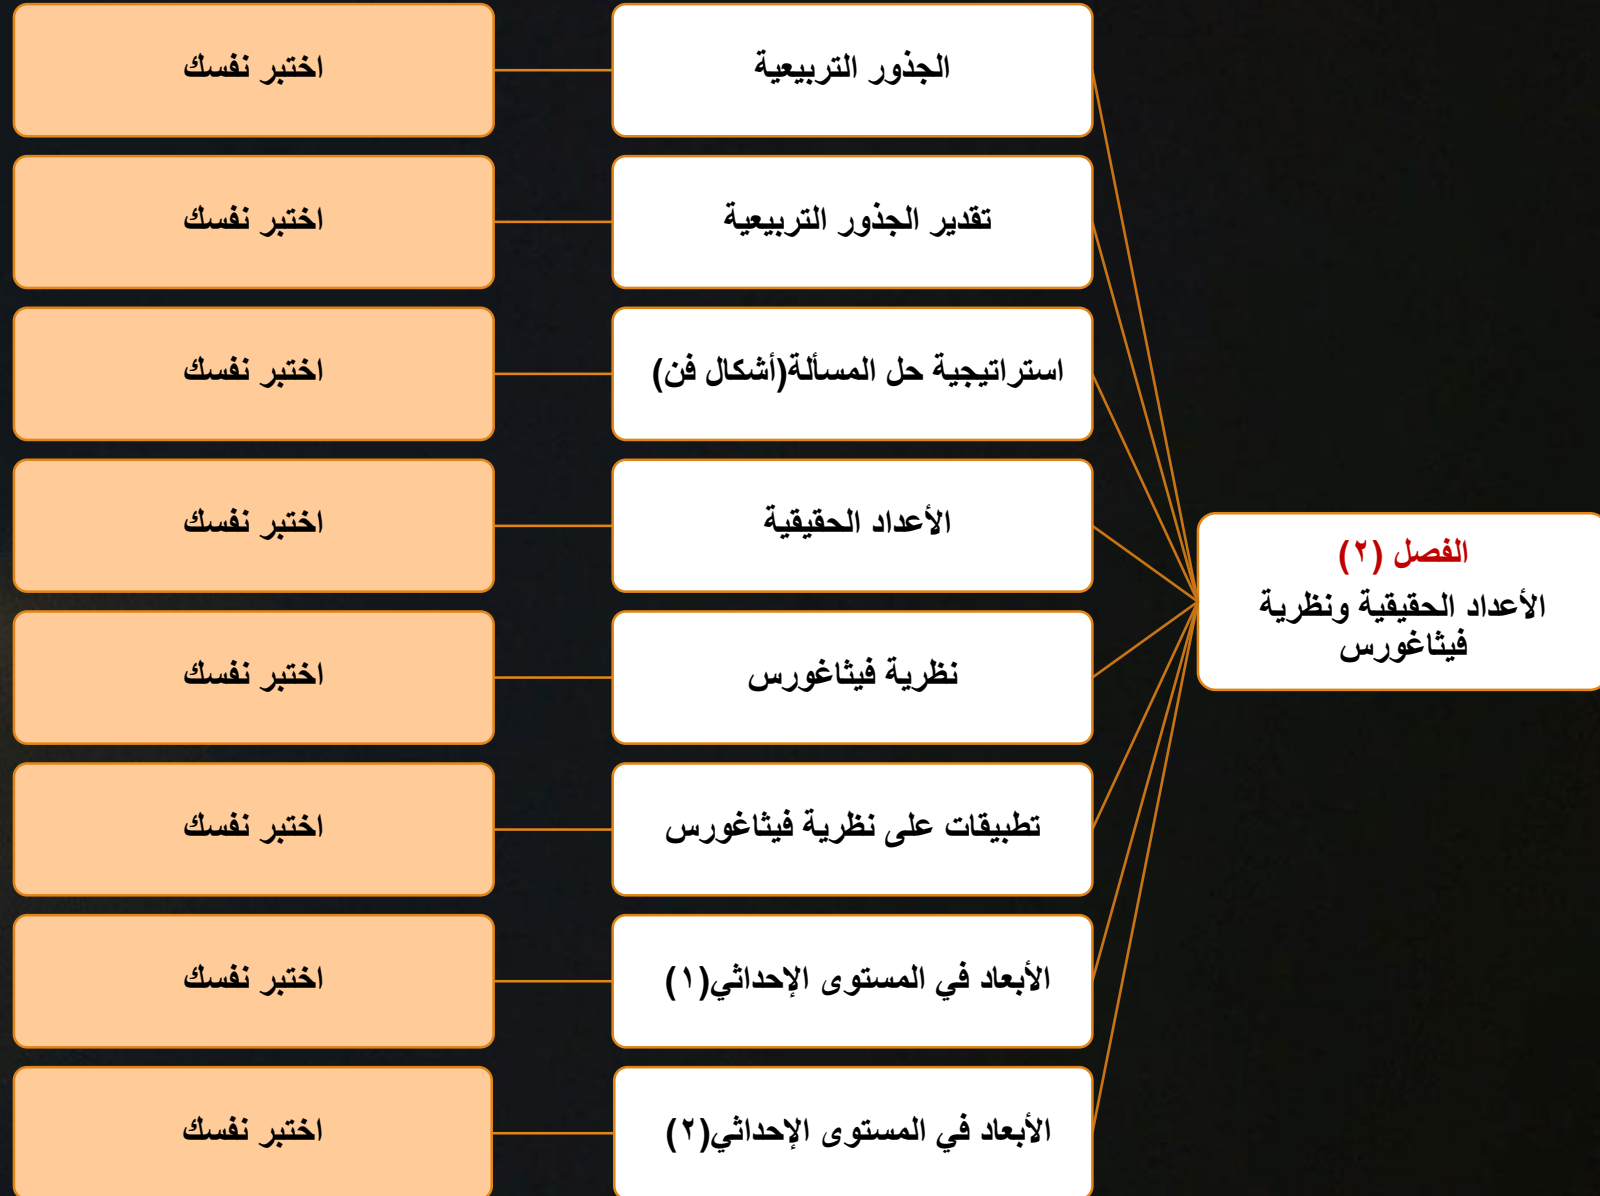 الفصل (٢)
الأعداد الحقيقية ونظرية
فيثاغورس
الجذور التربيعية
اختبر نفسك
تقدير الجذور التربيعية
اختبر نفسك
استراتيجية حل المسألة(أشكال فن)
اختبر نفسك
الأعداد الحقيقية
اختبر نفسك
نظرية فيثاغورس
اختبر نفسك
تطبيقات على نظرية فيثاغورس
اختبر نفسك
الأبعاد في المستوى الإحداثي(١)
اختبر نفسك
الأبعاد في المستوى الإحداثي(٢)
اختبر نفسك